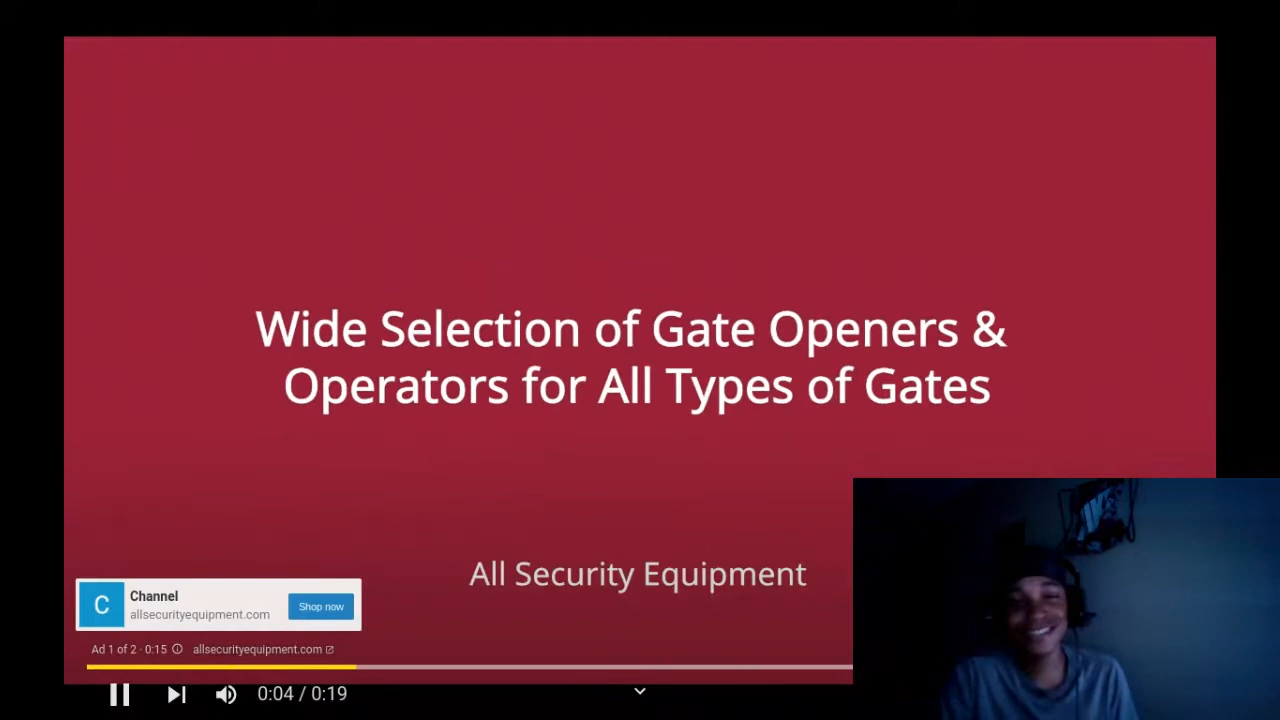 Wide Selection of Gate Openers &
Operators for All Types of Gates
All Security Equipment
C
Channel
allsecurityequipment.com
Shop now
Ad 1 of 2 · 0:15
allsecurityequipment.com
0:04 / 0:19